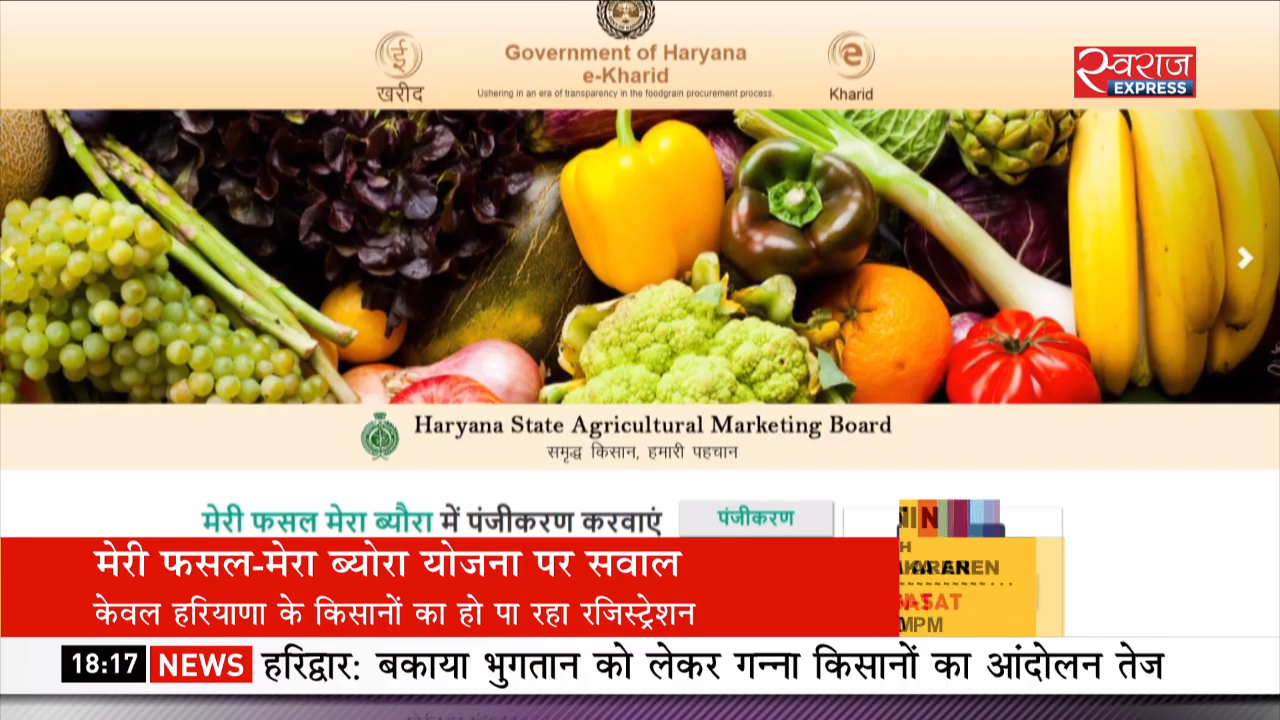 Government of Haryana
e-Kharid
Ushering in an era of transparency in the foodgrain procurement process.
ई
खरीद
e
Kharid
स्वराज
EXPRESS
Haryana State Agricultural Marketing Board
समृद्ध किसान, हमारी पहचान
मेरी फसल मेरा ब्यौरा में पंजीकरण करवाएं
पंजीकरण
मेरी फसल-मेरा ब्योरा योजना पर सवाल
केवल हरियाणा के किसानों का हो पा रहा रजिस्ट्रेशन
18:17 NEWS हरिद्वार: बकाया भुगतान को लेकर गन्ना किसानों का आंदोलन तेज